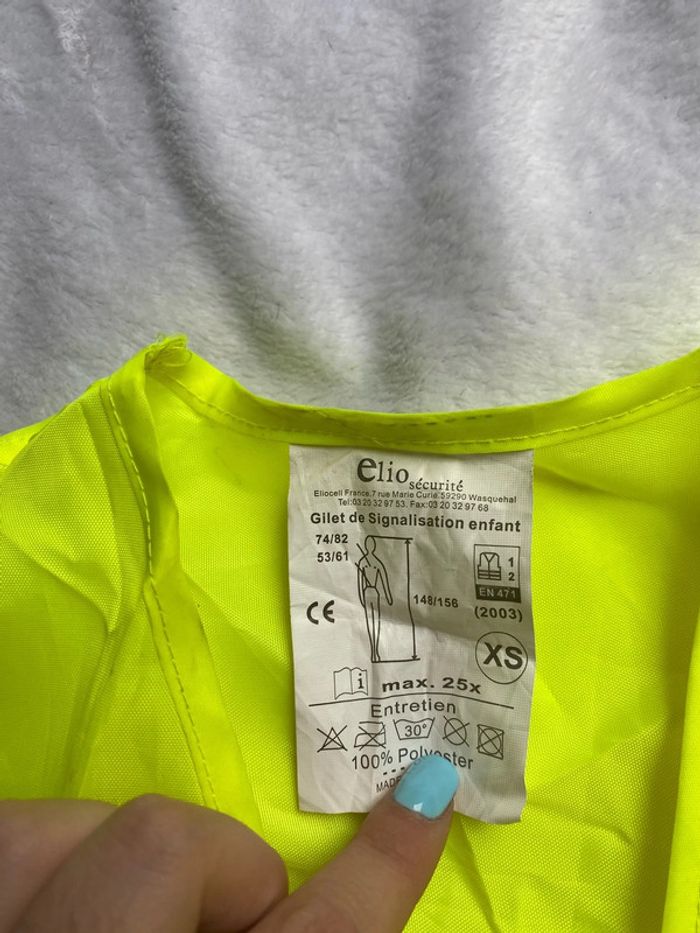 elio
sécurité
Eliocell France.7 rue Marie Curie.59290 Wasquehal
Tel:03 20 32 97 53. Fax:03 20 32 97 68
Gilet de Signalisation enfant
74/82
53/61
1
2
EN 471
148/156
(2003)
CE
XS
i
max. 25x
Entretien
30°
100% Polyester
MADE